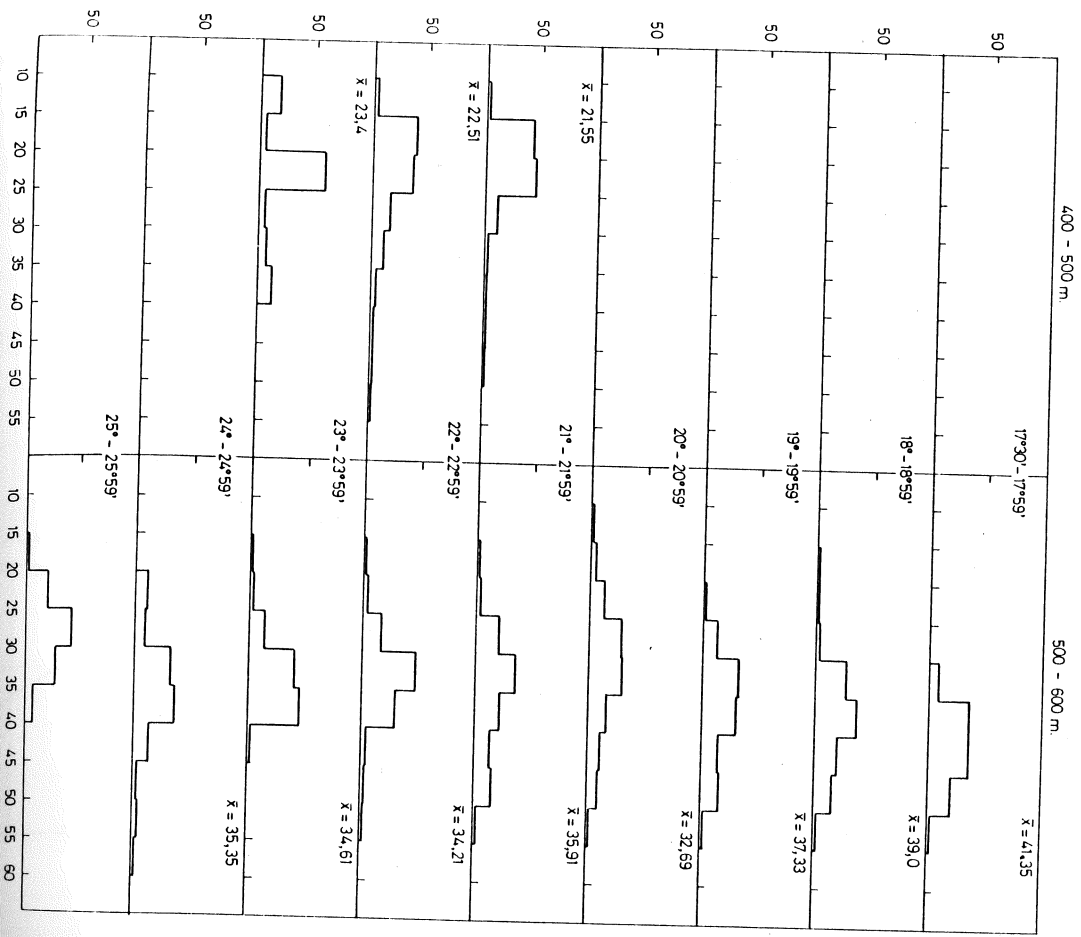 400 - 500 m.
500 - 600 m.
17°30'-17°59'
x̄ = 41,35
50
18°-18°59'
x̄ = 39,0
50
19°-19°59'
x̄ = 37,33
50
20°-20°59'
x̄ = 32,69
50
x̄ = 21,55
21°-21°59'
x̄ = 35,91
50
x̄ = 22,51
22°-22°59'
x̄ = 34,21
50
x̄ = 23,4
23°-23°59'
x̄ = 34,61
50
24°-24°59'
x̄ = 35,35
50
25°-25°59'
50
10 15 20 25 30 35 40 45 50 55 10 15 20 25 30 35 40 45 50 55 60